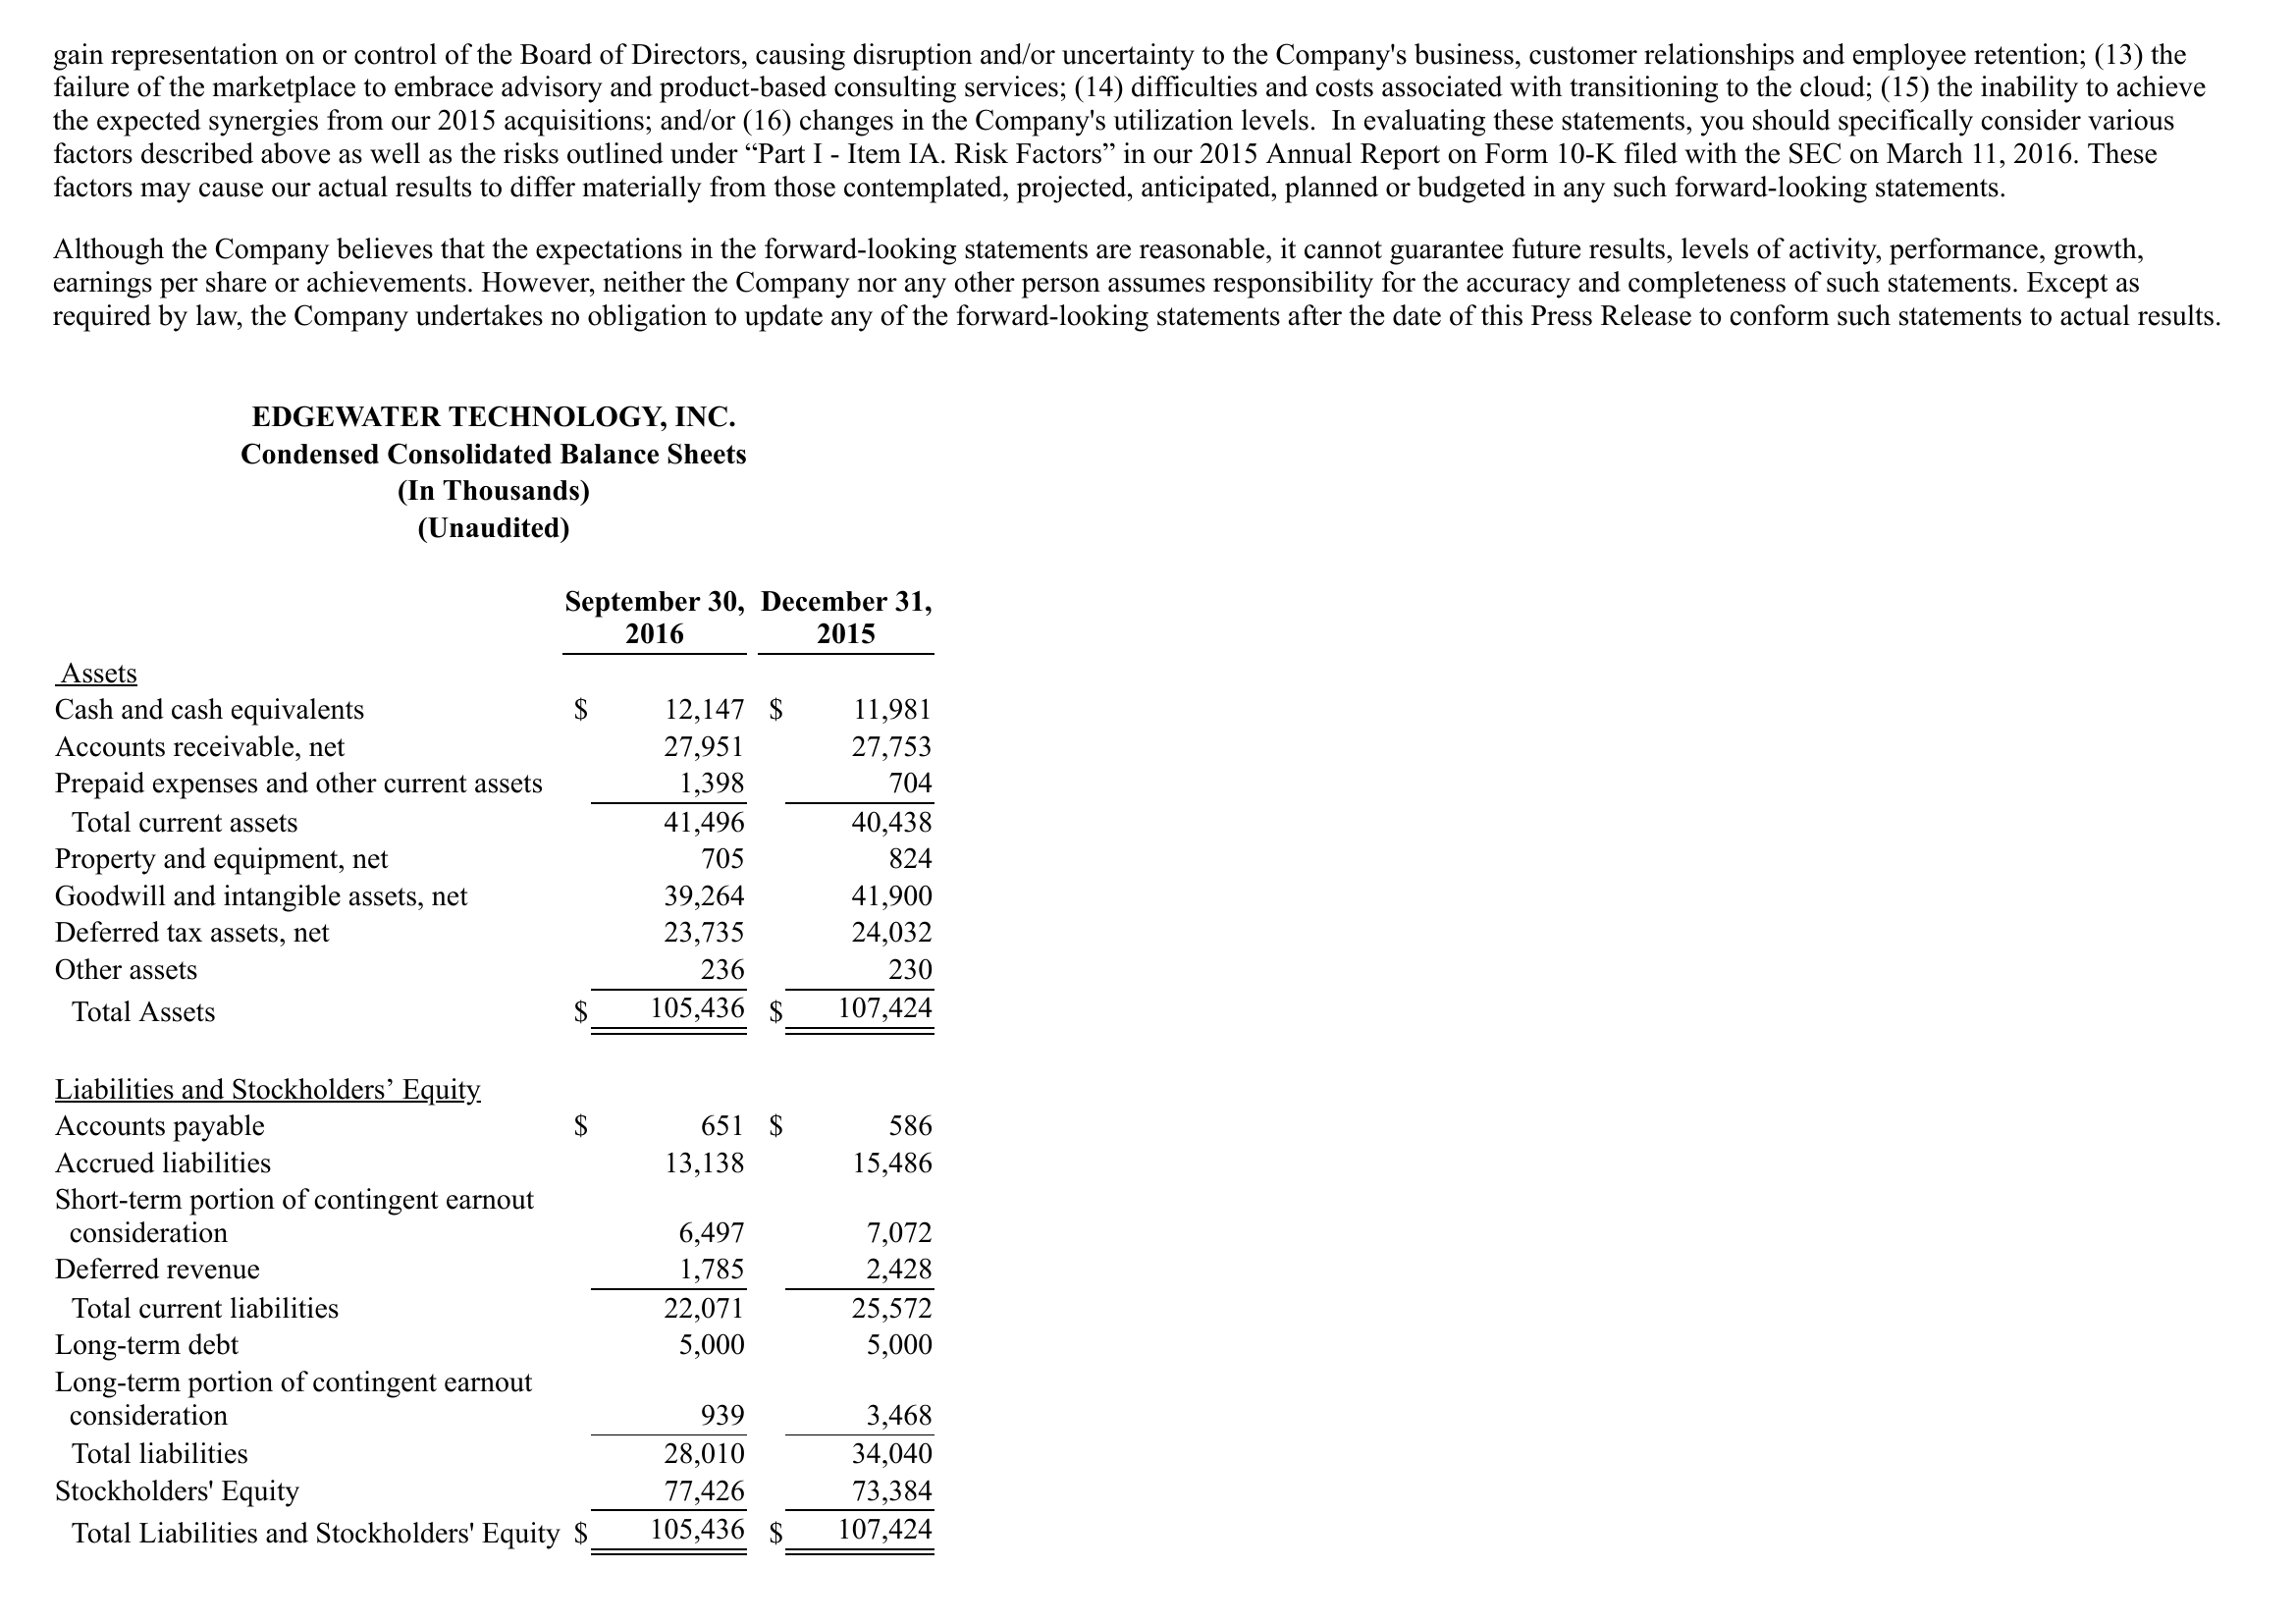 gain representation on or control of the Board of Directors, causing disruption and/or uncertainty to the Company's business, customer relationships and employee retention; (13) the
failure of the marketplace to embrace advisory and product-based consulting services; (14) difficulties and costs associated with transitioning to the cloud; (15) the inability to achieve
the expected synergies from our 2015 acquisitions; and/or (16) changes in the Company's utilization levels.  In evaluating these statements, you should specifically consider various
factors described above as well as the risks outlined under “Part I - Item IA. Risk Factors” in our 2015 Annual Report on Form 10-K filed with the SEC on March 11, 2016. These
factors may cause our actual results to differ materially from those contemplated, projected, anticipated, planned or budgeted in any such forward-looking statements.
Although the Company believes that the expectations in the forward-looking statements are reasonable, it cannot guarantee future results, levels of activity, performance, growth,
earnings per share or achievements. However, neither the Company nor any other person assumes responsibility for the accuracy and completeness of such statements. Except as
required by law, the Company undertakes no obligation to update any of the forward-looking statements after the date of this Press Release to conform such statements to actual results.
EDGEWATER TECHNOLOGY, INC.
Condensed Consolidated Balance Sheets
(In Thousands)
(Unaudited)
September 30, December 31,
2016 2015
Assets
Cash and cash equivalents $ 12,147 $ 11,981
Accounts receivable, net 27,951 27,753
Prepaid expenses and other current assets 1,398 704
Total current assets 41,496 40,438
Property and equipment, net 705 824
Goodwill and intangible assets, net 39,264 41,900
Deferred tax assets, net 23,735 24,032
Other assets 236 230
Total Assets $ 105,436 $ 107,424
Liabilities and Stockholders’ Equity
Accounts payable $ 651 $ 586
Accrued liabilities 13,138 15,486
Short-term portion of contingent earnout
consideration 6,497 7,072
Deferred revenue 1,785 2,428
Total current liabilities 22,071 25,572
Long-term debt 5,000 5,000
Long-term portion of contingent earnout
consideration 939 3,468
Total liabilities 28,010 34,040
Stockholders' Equity 77,426 73,384
Total Liabilities and Stockholders' Equity $ 105,436 $ 107,424